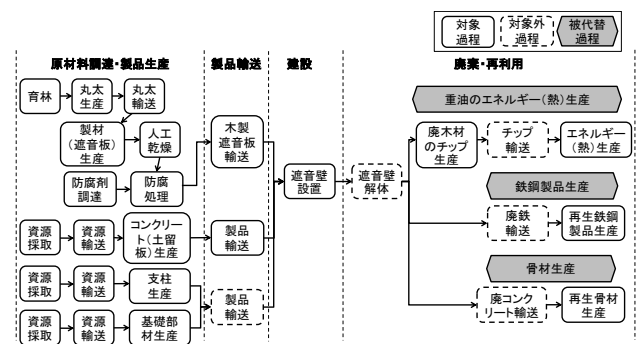 対象
過程
対象外
過程
被代替
過程
原材料調達・製品生産
製品輸送
建設
廃棄・再利用
育林
丸太
生産
丸太
輸送
製材
（遮音板）
生産
人工
乾燥
防腐剤
調達
防腐
処理
木製
遮音板
輸送
資源
採取
資源
輸送
コンクリー
ト（土留
板）生産
製品
輸送
資源
採取
資源
輸送
支柱
生産
製品
輸送
資源
採取
資源
輸送
基礎部
材生産
遮音壁
設置
遮音壁
解体
重油のエネルギー（熱）生産
廃木材
のチップ
生産
チップ
輸送
エネルギー
（熱）生産
鉄鋼製品生産
廃鉄
輸送
再生鉄鋼
製品生産
骨材生産
廃コンク
リート輸送
再生骨材
生産